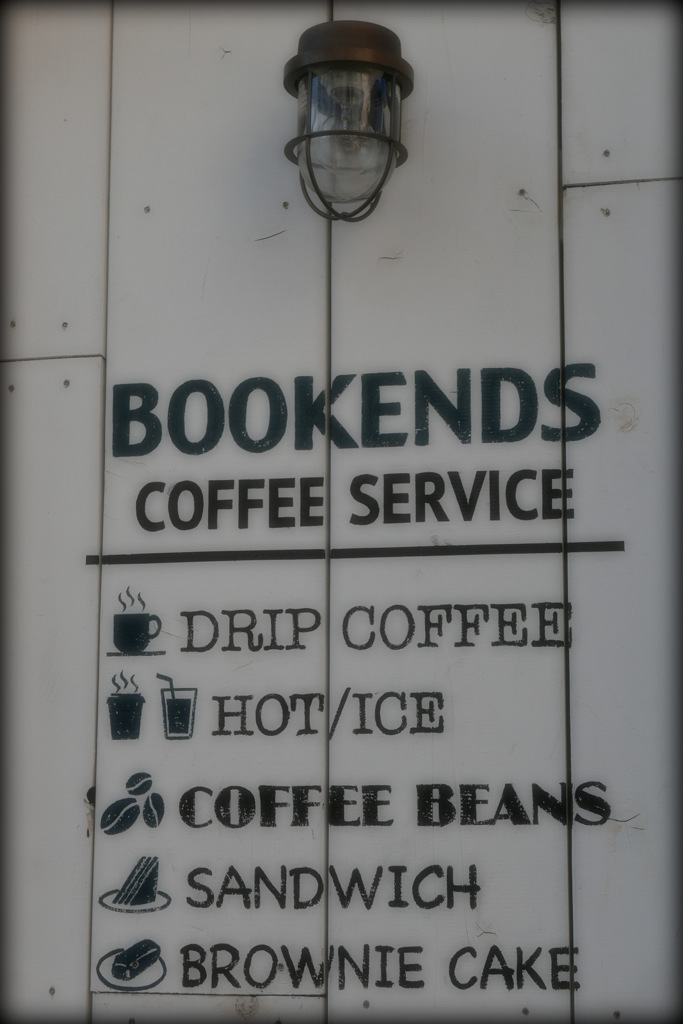 BOOKENDS
COFFEE SERVICE
DRIP COFFEE
HOT/ICE
COFFEE BEANS
SANDWICH
BROWNIE CAKE